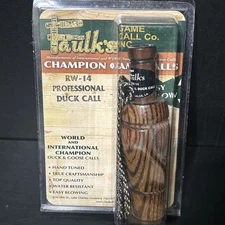 Faulk's
GAME
CALL Co.
INC.
CHAMPION GAME CALLS
RW-14
PROFESSIONAL
DUCK CALL
WORLD
AND
INTERNATIONAL
CHAMPION
DUCK & GOOSE CALLS
• HAND TUNED
• TRUE CRAFTSMANSHIP
• TOP QUALITY
• WATER RESISTANT
• EASY BLOWING